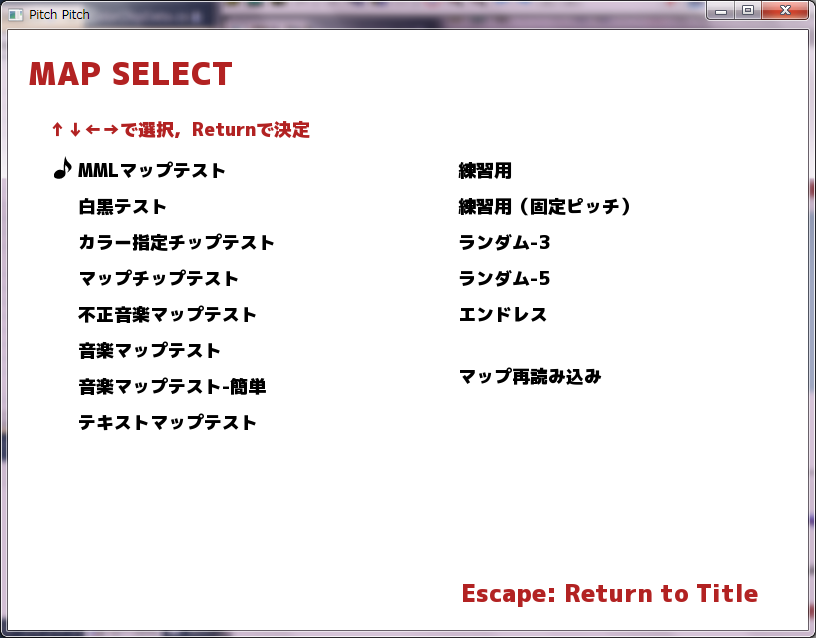 Pitch Pitch
MAP SELECT
↑↓←→で選択，Returnで決定
MMLマップテスト
白黒テスト
カラー指定チップテスト
マップチップテスト
不正音楽マップテスト
音楽マップテスト
音楽マップテスト-簡単
テキストマップテスト
練習用
練習用（固定ピッチ）
ランダム-3
ランダム-5
エンドレス
マップ再読み込み
Escape: Return to Title